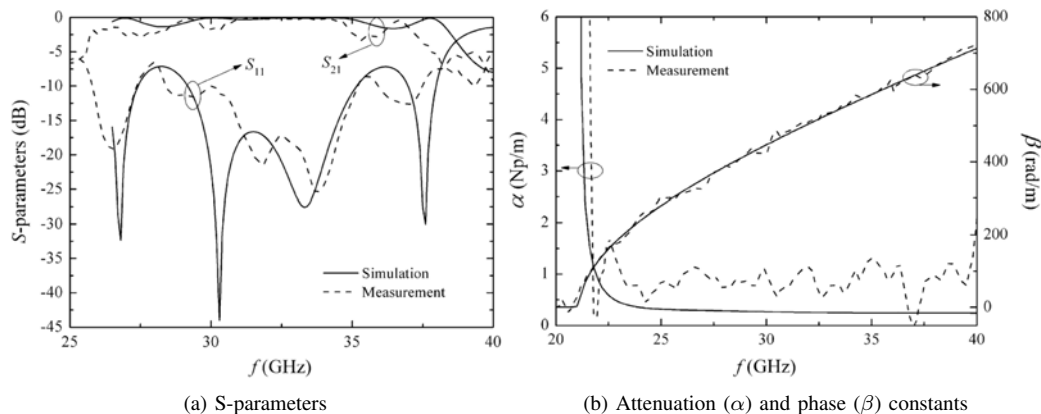 0
-5
-10
-15
-20
-25
-30
-35
-40
-45
S-parameters (dB)
S11
S21
Simulation
Measurement
25
30
35
40
f (GHz)
(a) S-parameters
6
5
4
3
2
1
0
α (Np/m)
Simulation
Measurement
800
600
400
200
0
β (rad/m)
20
25
30
35
40
f (GHz)
(b) Attenuation (α) and phase (β) constants